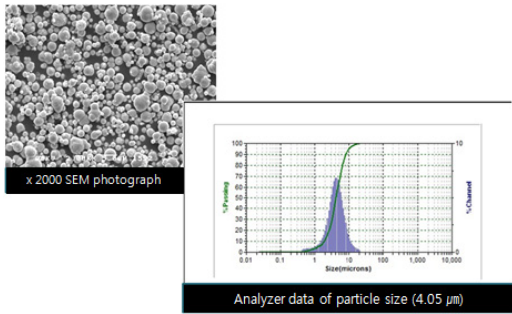 x 2000 SEM photograph
100
90
80
70
60
50
40
30
20
10
0
%Passing
10
0
%Channel
0.01 0.1 1 10 100 1,000 10,000
Size(microns)
Analyzer data of particle size (4.05 ㎛)